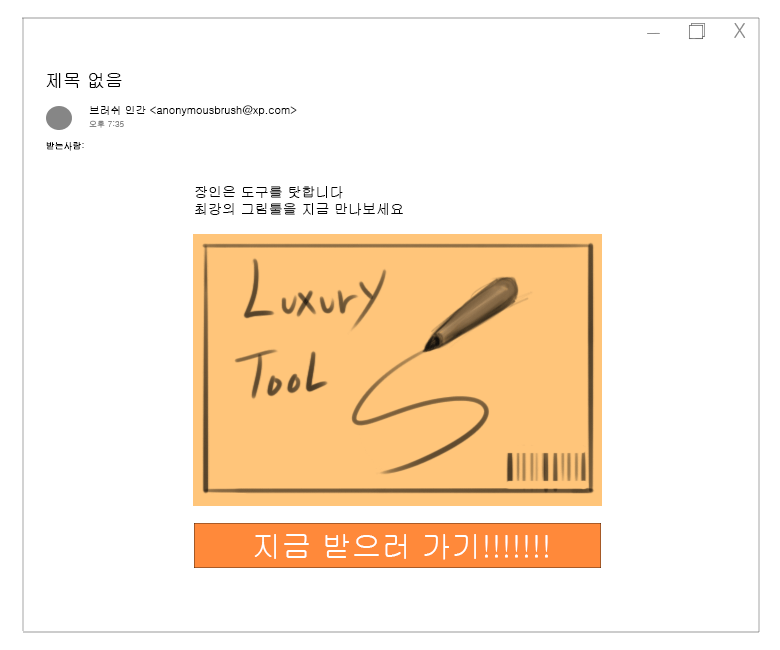 제목 없음
브러쉬 인간 <anonymousbrush@xp.com>
오후 7:35
받는사람:
장인은 도구를 탓합니다
최강의 그림툴을 지금 만나보세요
Luxury
Tool
지금 받으러 가기!!!!!!!